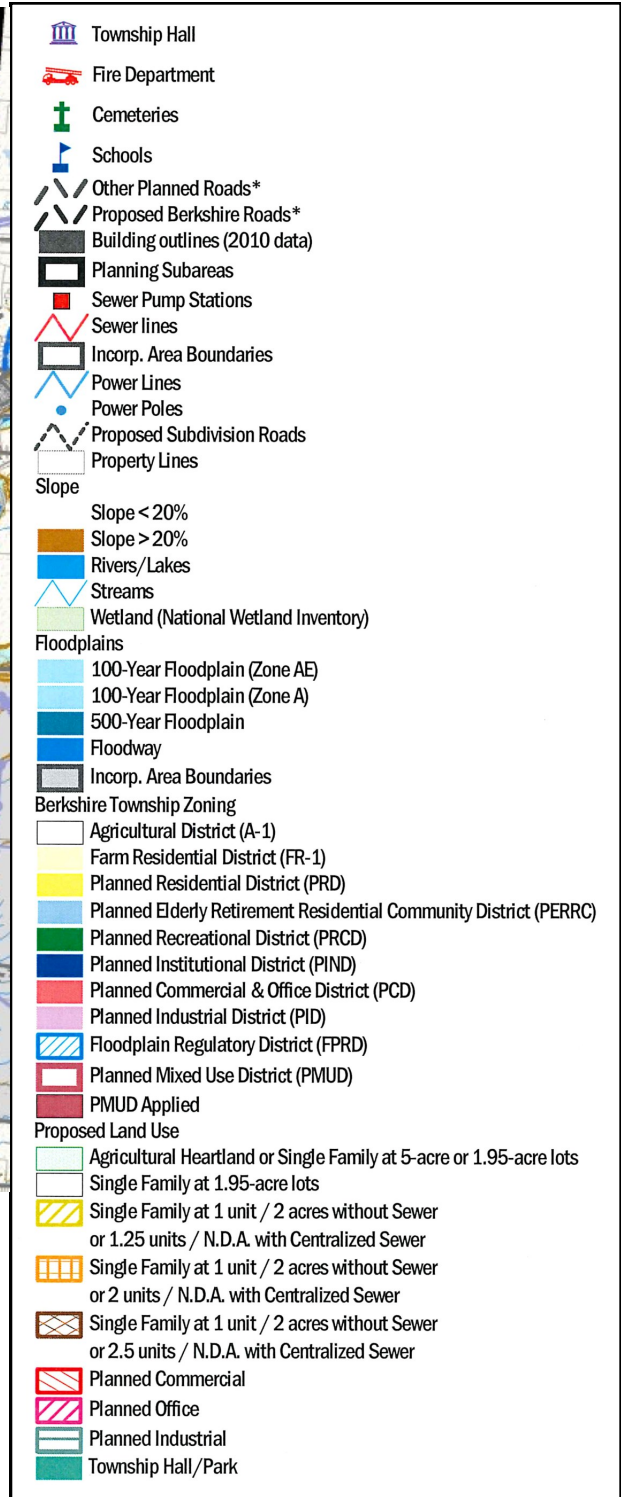 Township Hall
Fire Department
Cemeteries
Schools
Other Planned Roads*
Proposed Berkshire Roads*
Building outlines (2010 data)
Planning Subareas
Sewer Pump Stations
Sewer lines
Incorp. Area Boundaries
Power Lines
Power Poles
Proposed Subdivision Roads
Property Lines
Slope
Slope < 20%
Slope > 20%
Rivers/Lakes
Streams
Wetland (National Wetland Inventory)
Floodplains
100-Year Floodplain (Zone AE)
100-Year Floodplain (Zone A)
500-Year Floodplain
Floodway
Incorp. Area Boundaries
Berkshire Township Zoning
Agricultural District (A-1)
Farm Residential District (FR-1)
Planned Residential District (PRD)
Planned Elderly Retirement Residential Community District (PERRC)
Planned Recreational District (PRCD)
Planned Institutional District (PIND)
Planned Commercial & Office District (PCD)
Planned Industrial District (PID)
Floodplain Regulatory District (FPRD)
Planned Mixed Use District (PMUD)
PMUD Applied
Proposed Land Use
Agricultural Heartland or Single Family at 5-acre or 1.95-acre lots
Single Family at 1.95-acre lots
Single Family at 1 unit / 2 acres without Sewer
or 1.25 units / N.D.A. with Centralized Sewer
Single Family at 1 unit / 2 acres without Sewer
or 2 units / N.D.A. with Centralized Sewer
Single Family at 1 unit / 2 acres without Sewer
or 2.5 units / N.D.A. with Centralized Sewer
Planned Commercial
Planned Office
Planned Industrial
Township Hall/Park